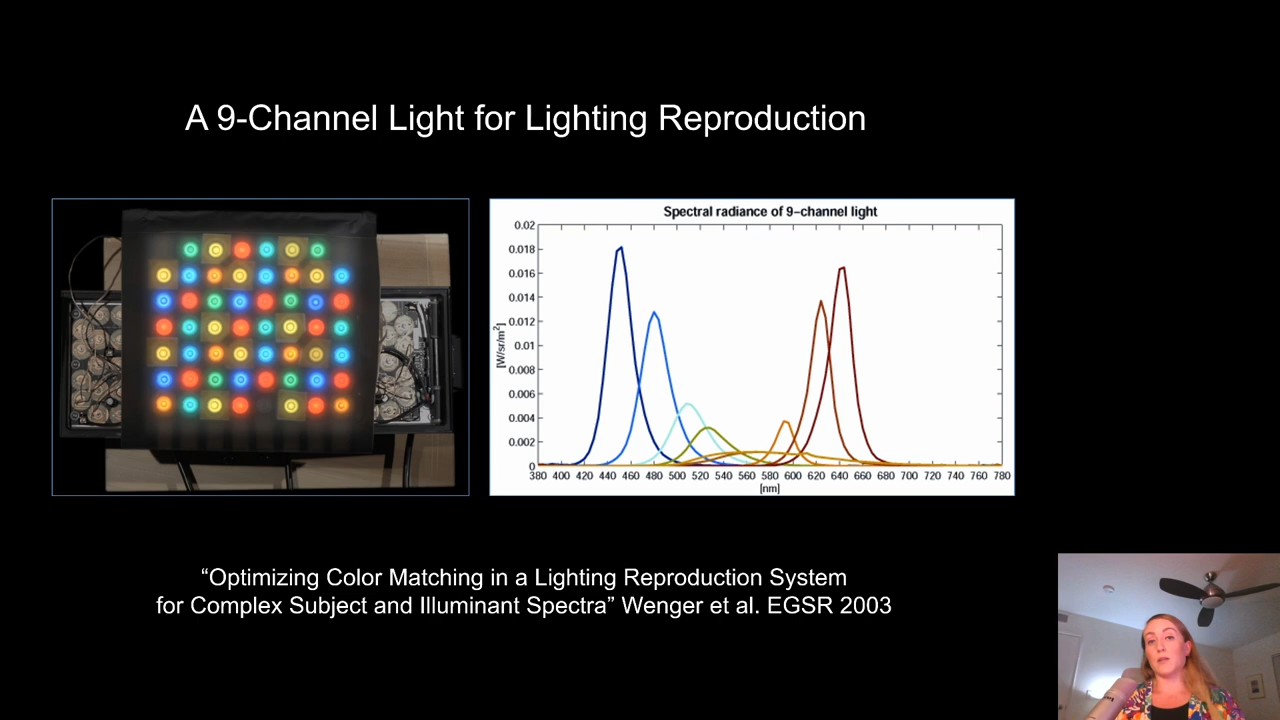 A 9-Channel Light for Lighting Reproduction
Spectral radiance of 9-channel light
0.02
0.018
0.016
0.014
0.012
0.01
0.008
0.006
0.004
0.002
0
[W/sr/m²]
380 400 420 440 460 480 500 520 540 560 580 600 620 640 660 680 700 720 740 760 780
[nm]
“Optimizing Color Matching in a Lighting Reproduction System
for Complex Subject and Illuminant Spectra” Wenger et al. EGSR 2003